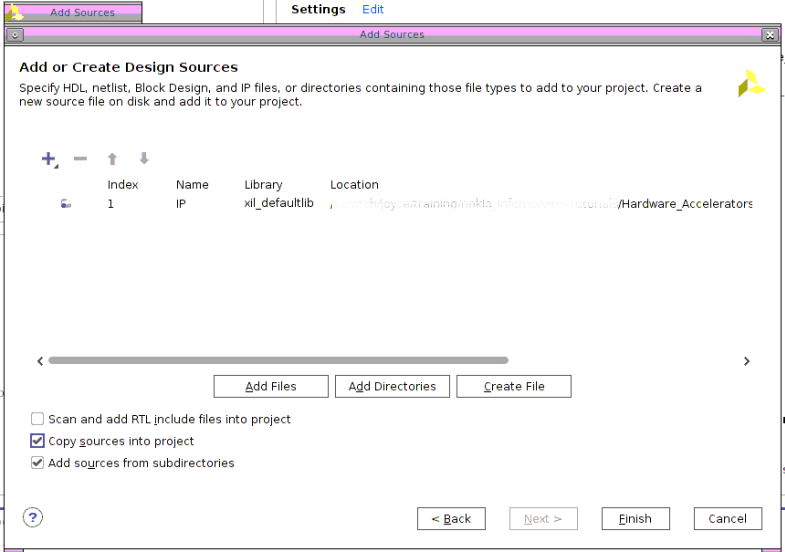 Add Sources
Settings Edit
Add Sources
Add or Create Design Sources
Specify HDL, netlist, Block Design, and IP files, or directories containing those file types to add to your project. Create a
new source file on disk and add it to your project.
Index Name Library Location
1 IP xil_defaultlib /Hardware_Accelerators
Add Files Add Directories Create File
Scan and add RTL include files into project
Copy sources into project
Add sources from subdirectories
? < Back Next > Finish Cancel